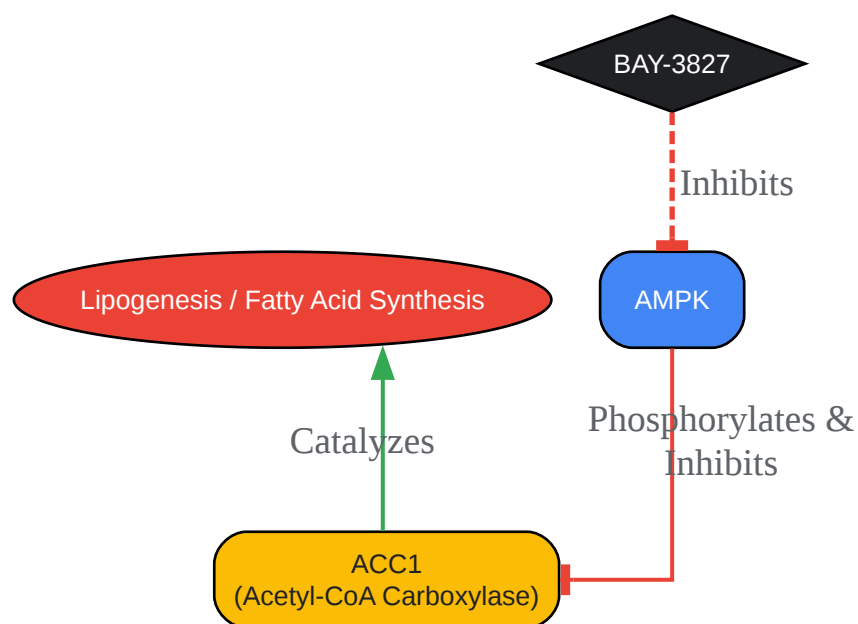 BAY-3827
Inhibits
Lipogenesis / Fatty Acid Synthesis
AMPK
Phosphorylates &
Inhibits
Catalyzes
ACC1
(Acetyl-CoA Carboxylase)